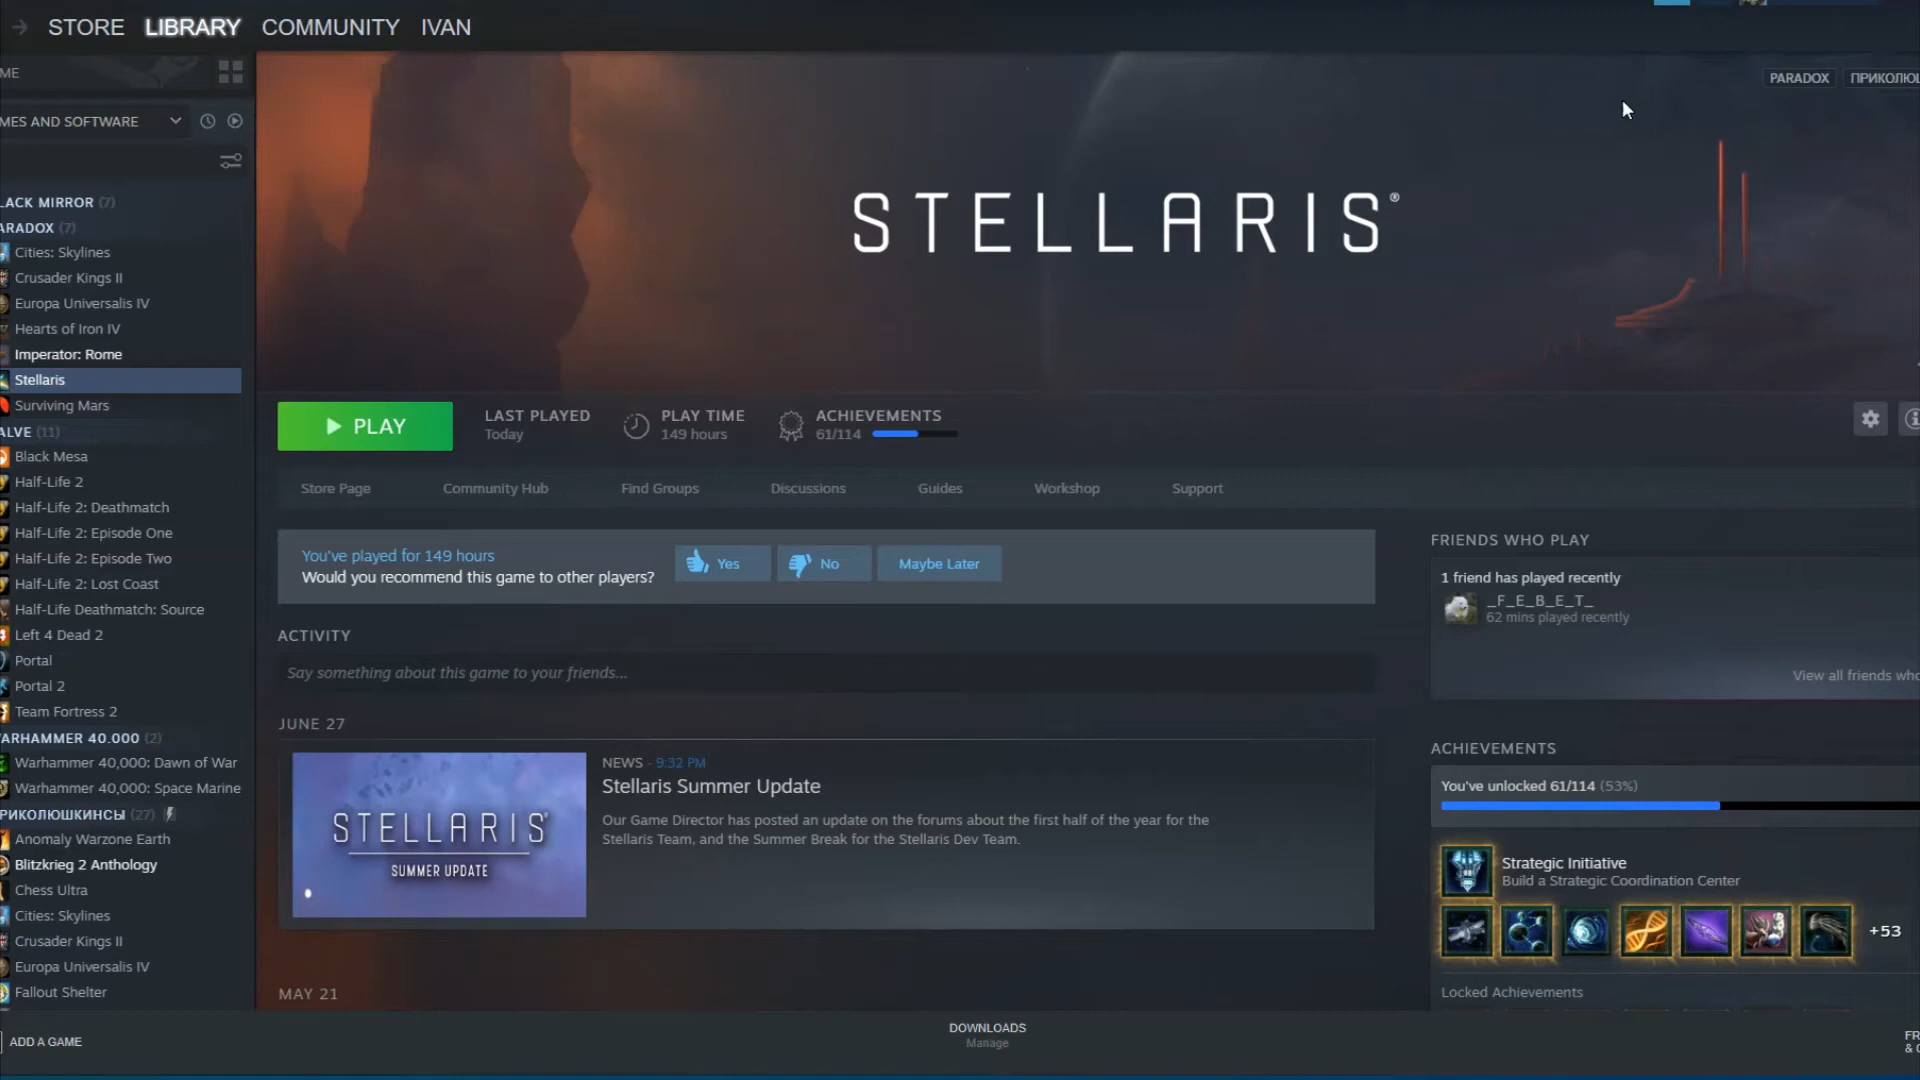 STORE LIBRARY COMMUNITY IVAN
ME
PARADOX
MES AND SOFTWARE
LACK MIRROR (7)
ARADOX (7)
Cities: Skylines
Crusader Kings II
Europa Universalis IV
Hearts of Iron IV
Imperator: Rome
Stellaris
Surviving Mars
ALVE (11)
Black Mesa
Half-Life 2
Half-Life 2: Deathmatch
Half-Life 2: Episode One
Half-Life 2: Episode Two
Half-Life 2: Lost Coast
Half-Life Deathmatch: Source
Left 4 Dead 2
Portal
Portal 2
Team Fortress 2
ARHAMMER 40.000 (2)
Warhammer 40,000: Dawn of War
Warhammer 40,000: Space Marine
РИКОЛЮШКИНСЫ (27)
Anomaly Warzone Earth
Blitzkrieg 2 Anthology
Chess Ultra
Cities: Skylines
Crusader Kings II
Europa Universalis IV
Fallout Shelter
ADD A GAME
ПРИКОЛЮШ
STELLARIS®
PLAY
LAST PLAYED
Today
PLAY TIME
149 hours
ACHIEVEMENTS
61/114
Store Page Community Hub Find Groups Discussions Guides Workshop Support
You've played for 149 hours
Would you recommend this game to other players?
Yes No Maybe Later
ACTIVITY
Say something about this game to your friends...
JUNE 27
STELLARIS
SUMMER UPDATE
NEWS - 9:32 PM
Stellaris Summer Update
Our Game Director has posted an update on the forums about the first half of the year for the
Stellaris Team, and the Summer Break for the Stellaris Dev Team.
MAY 21
FRIENDS WHO PLAY
1 friend has played recently
_F_E_B_E_T_
62 mins played recently
View all friends who
ACHIEVEMENTS
You've unlocked 61/114 (53%)
Strategic Initiative
Build a Strategic Coordination Center
+53
Locked Achievements
DOWNLOADS
Manage
FR
& C